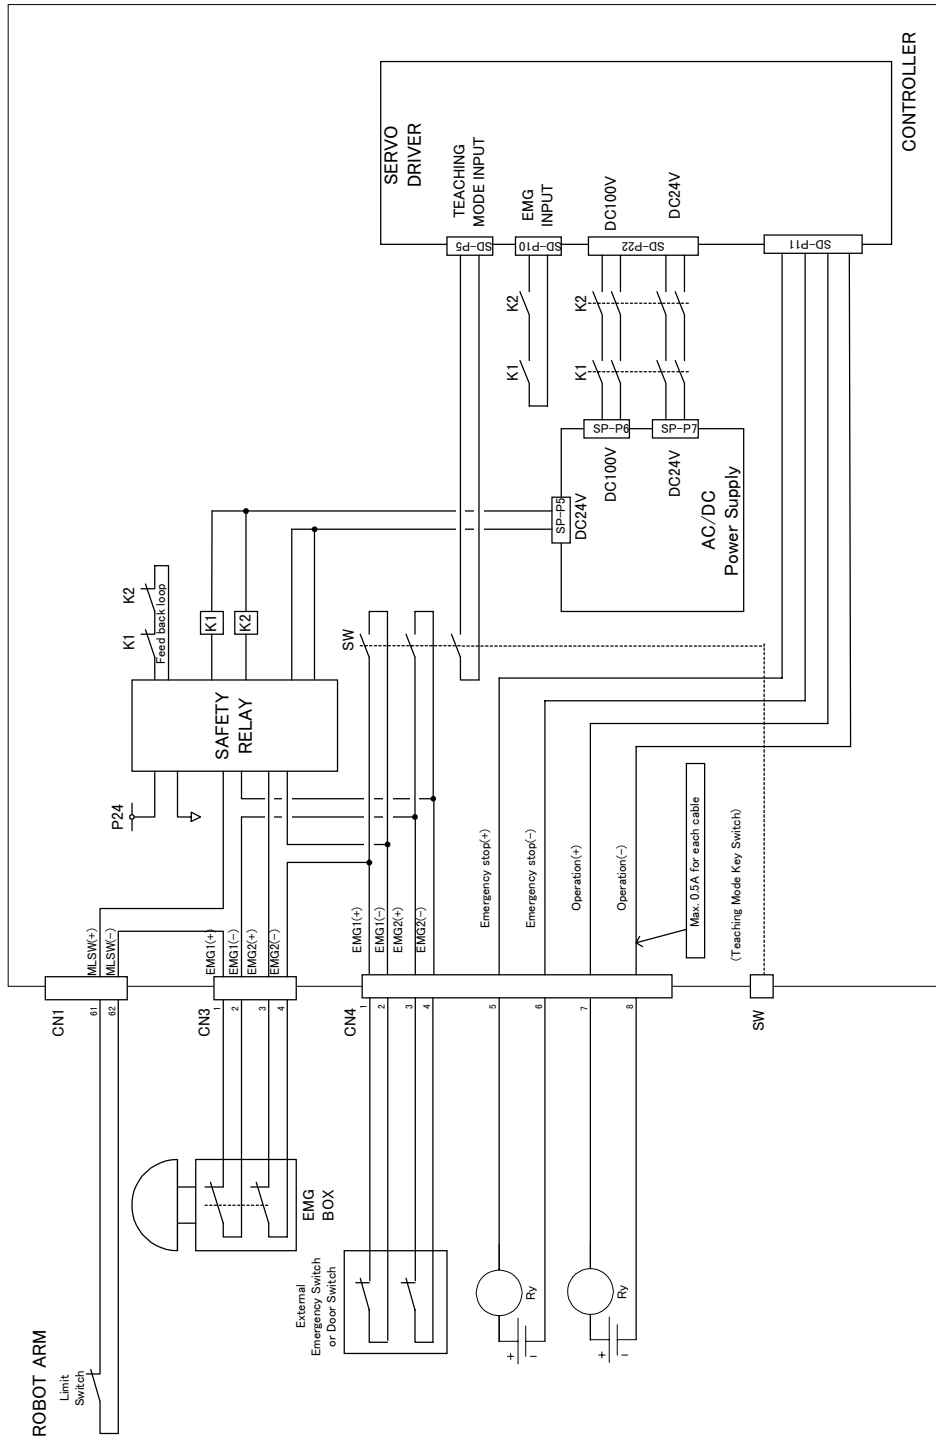 ROBOT ARM
Limit
Switch
CN1
61
62
MLSW(+)
MLSW(-)
EMG
BOX
CN3
1
2
3
4
EMG1(+)
EMG1(-)
EMG2(+)
EMG2(-)
External
Emergency Switch
or Door Switch
CN4
1
2
3
4
5
6
7
8
EMG1(+)
EMG1(-)
EMG2(+)
EMG2(-)
Emergency stop(+)
Emergency stop(-)
Operation(+)
Operation(-)
Ry
+
-
Ry
+
-
Max. 0.5A for each cable
(Teaching Mode Key Switch)
SW
P24
SAFETY
RELAY
K1
K2
Feed back loop
K1
K2
SW
SP-P5
DC24V
SP-P6
DC100V
SP-P7
DC24V
AC/DC
Power Supply
K1
K2
K1
K2
SERVO
DRIVER
SD-P5
TEACHING
MODE INPUT
SD-P10
EMG
INPUT
SD-P22
DC100V
DC24V
SD-P11
CONTROLLER